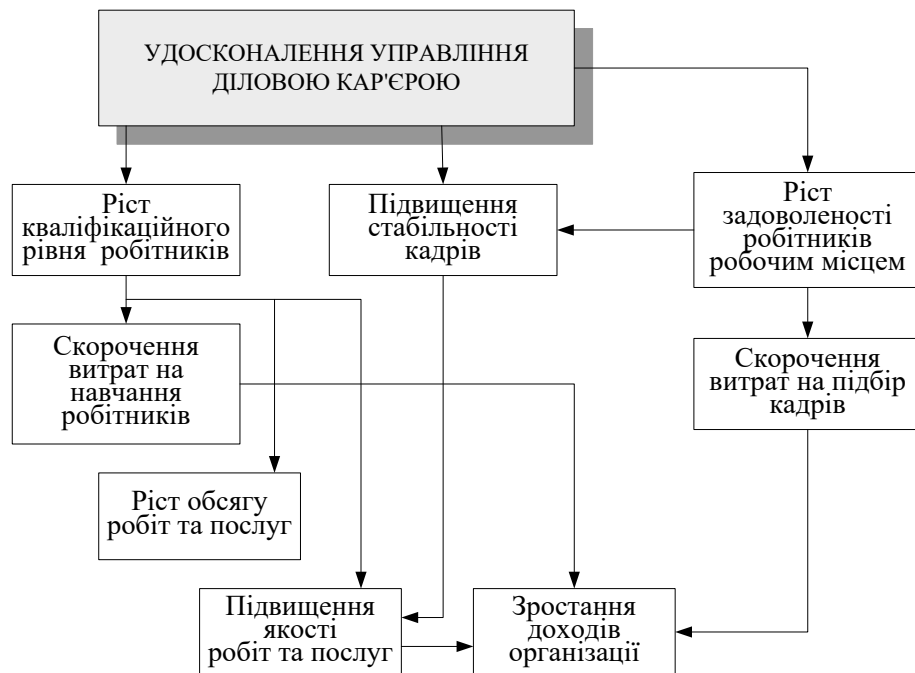 УДОСКОНАЛЕННЯ УПРАВЛІННЯ
ДІЛОВОЮ КАР'ЄРОЮ
Ріст
кваліфікаційного
рівня робітників
Підвищення
стабільності
кадрів
Ріст
задоволеності
робітників
робочим місцем
Скорочення
витрат на
навчання
робітників
Скорочення
витрат на підбір
кадрів
Ріст обсягу
робіт та послуг
Підвищення
якості
робіт та послуг
Зростання
доходів
організації